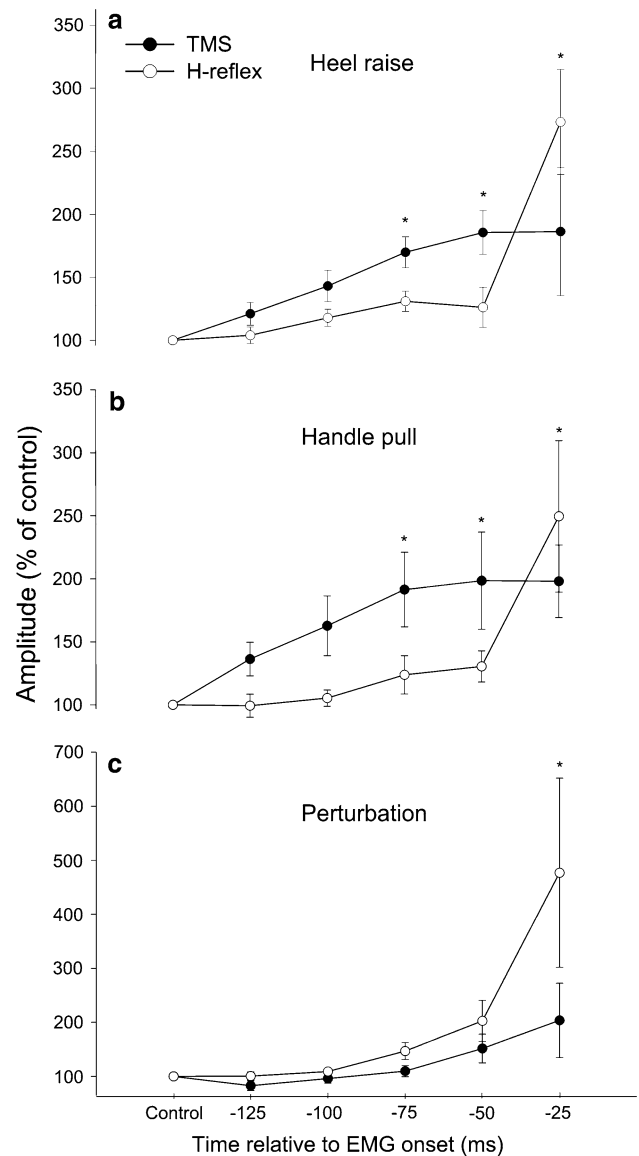 a
TMS
H-reflex
Heel raise
*
*
*
350
300
250
200
150
100
b
Handle pull
*
*
*
350
300
250
200
150
100
Amplitude (% of control)
c
Perturbation
*
700
600
500
400
300
200
100
Control -125 -100 -75 -50 -25
Time relative to EMG onset (ms)